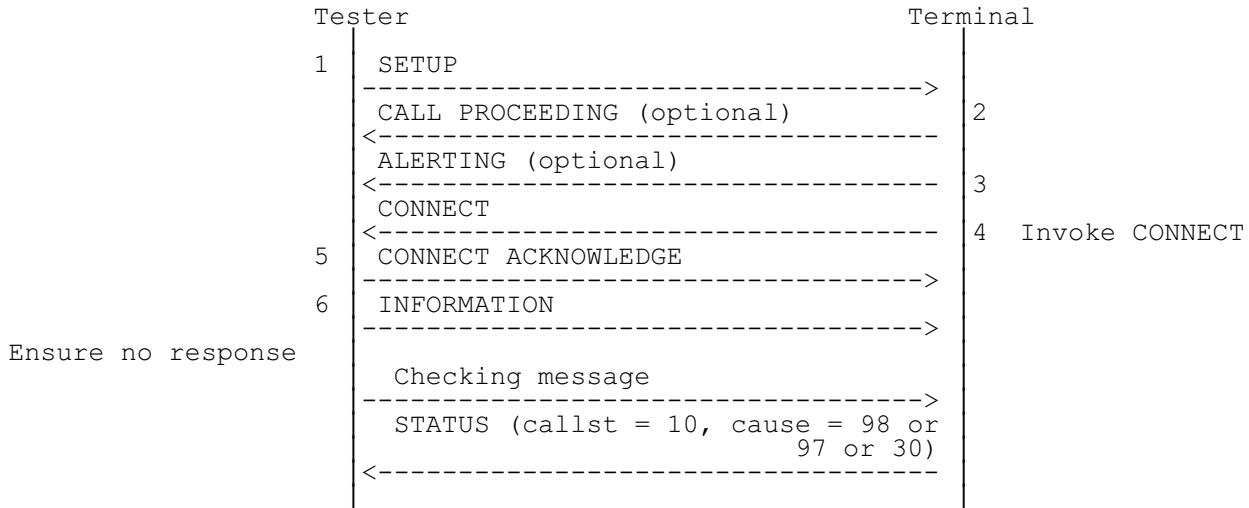 Tester Terminal
1 SETUP
CALL PROCEEDING (optional) 2
ALERTING (optional)
3
CONNECT
4 Invoke CONNECT
5 CONNECT ACKNOWLEDGE
6 INFORMATION
Ensure no response
Checking message
STATUS (callst = 10, cause = 98 or
97 or 30)